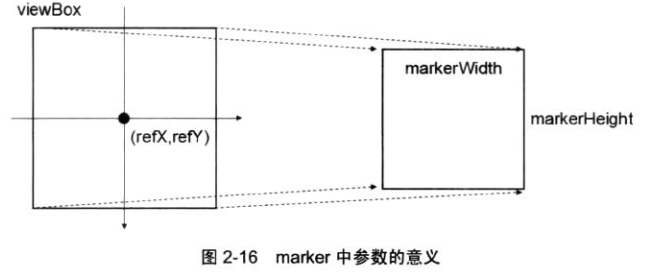 viewBox
markerWidth
(refX,refY)
markerHeight
图 2-16 marker 中参数的意义